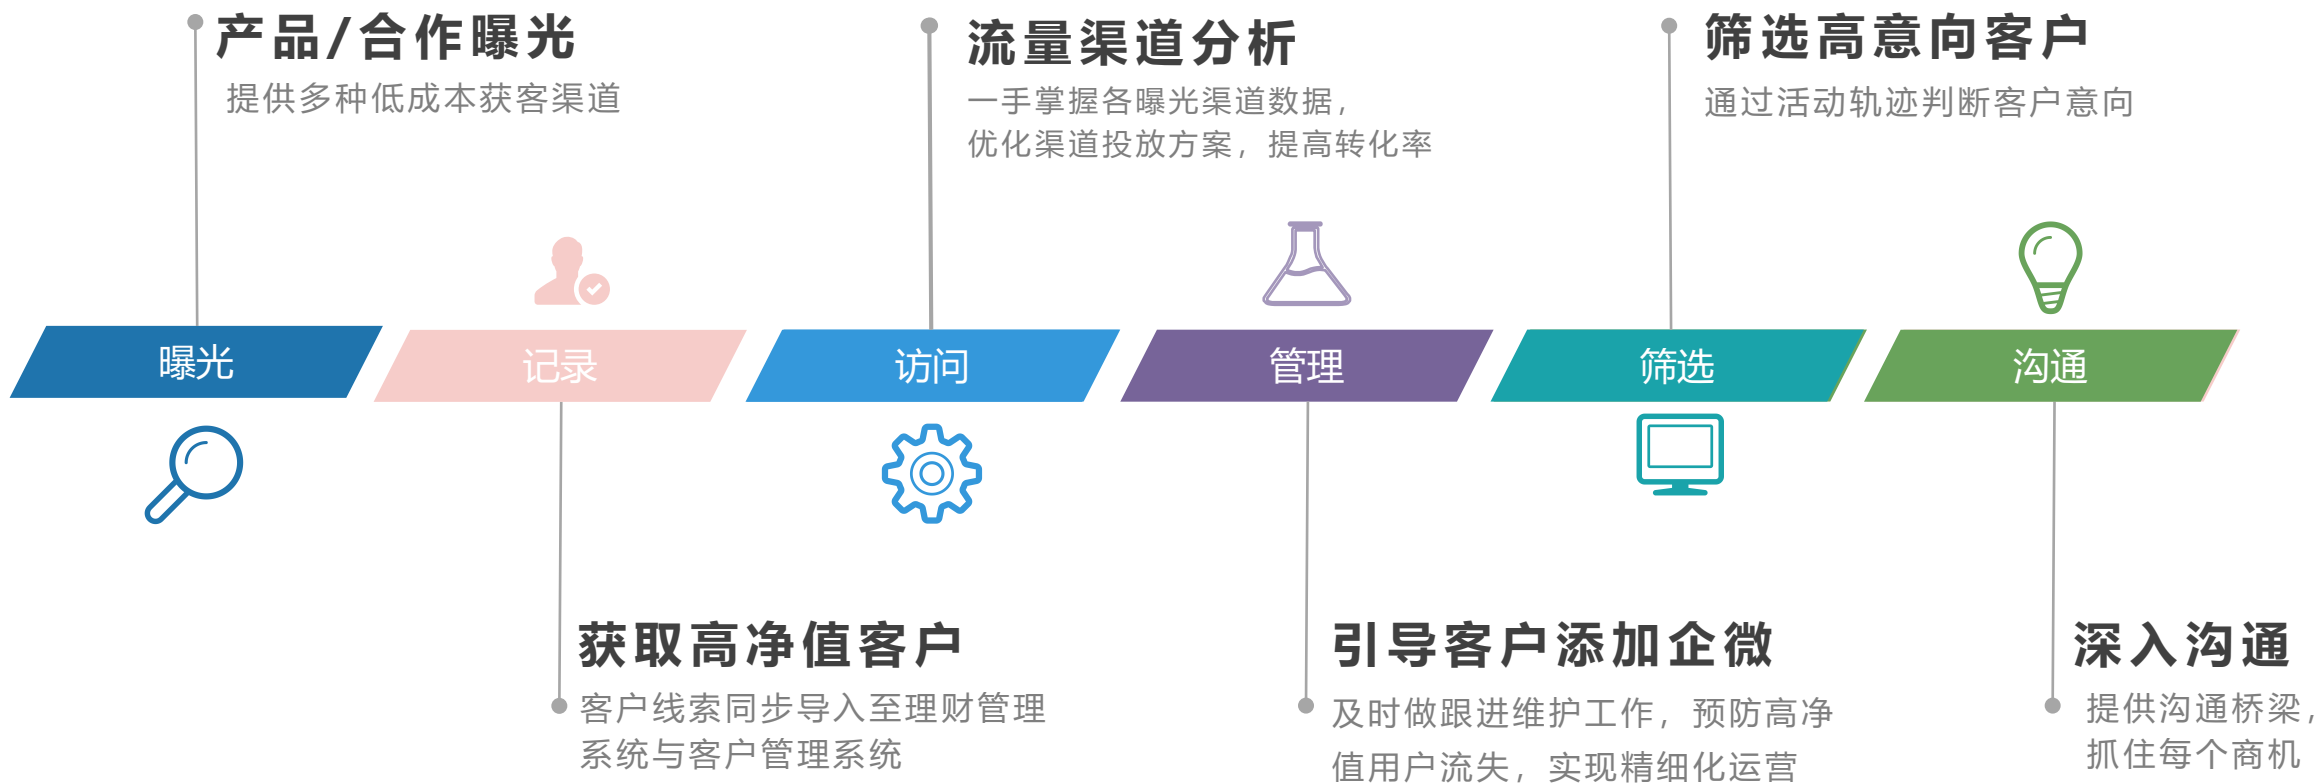 产品/合作曝光
提供多种低成本获客渠道
流量渠道分析
一手掌握各曝光渠道数据，
优化渠道投放方案，提高转化率
筛选高意向客户
通过活动轨迹判断客户意向
曝光
记录
访问
管理
筛选
沟通
获取高净值客户
客户线索同步导入至理财管理
系统与客户管理系统
引导客户添加企微
及时做跟进维护工作，预防高净
值用户流失，实现精细化运营
深入沟通
提供沟通桥梁，
抓住每个商机